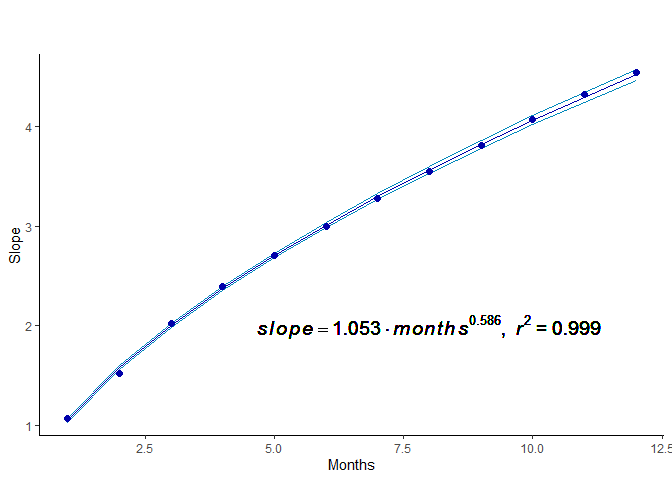 4
3
Slope
slope = 1.053 · months^0.586, r^2 = 0.999
2
1
2.5 5.0 7.5 10.0 12.5
Months